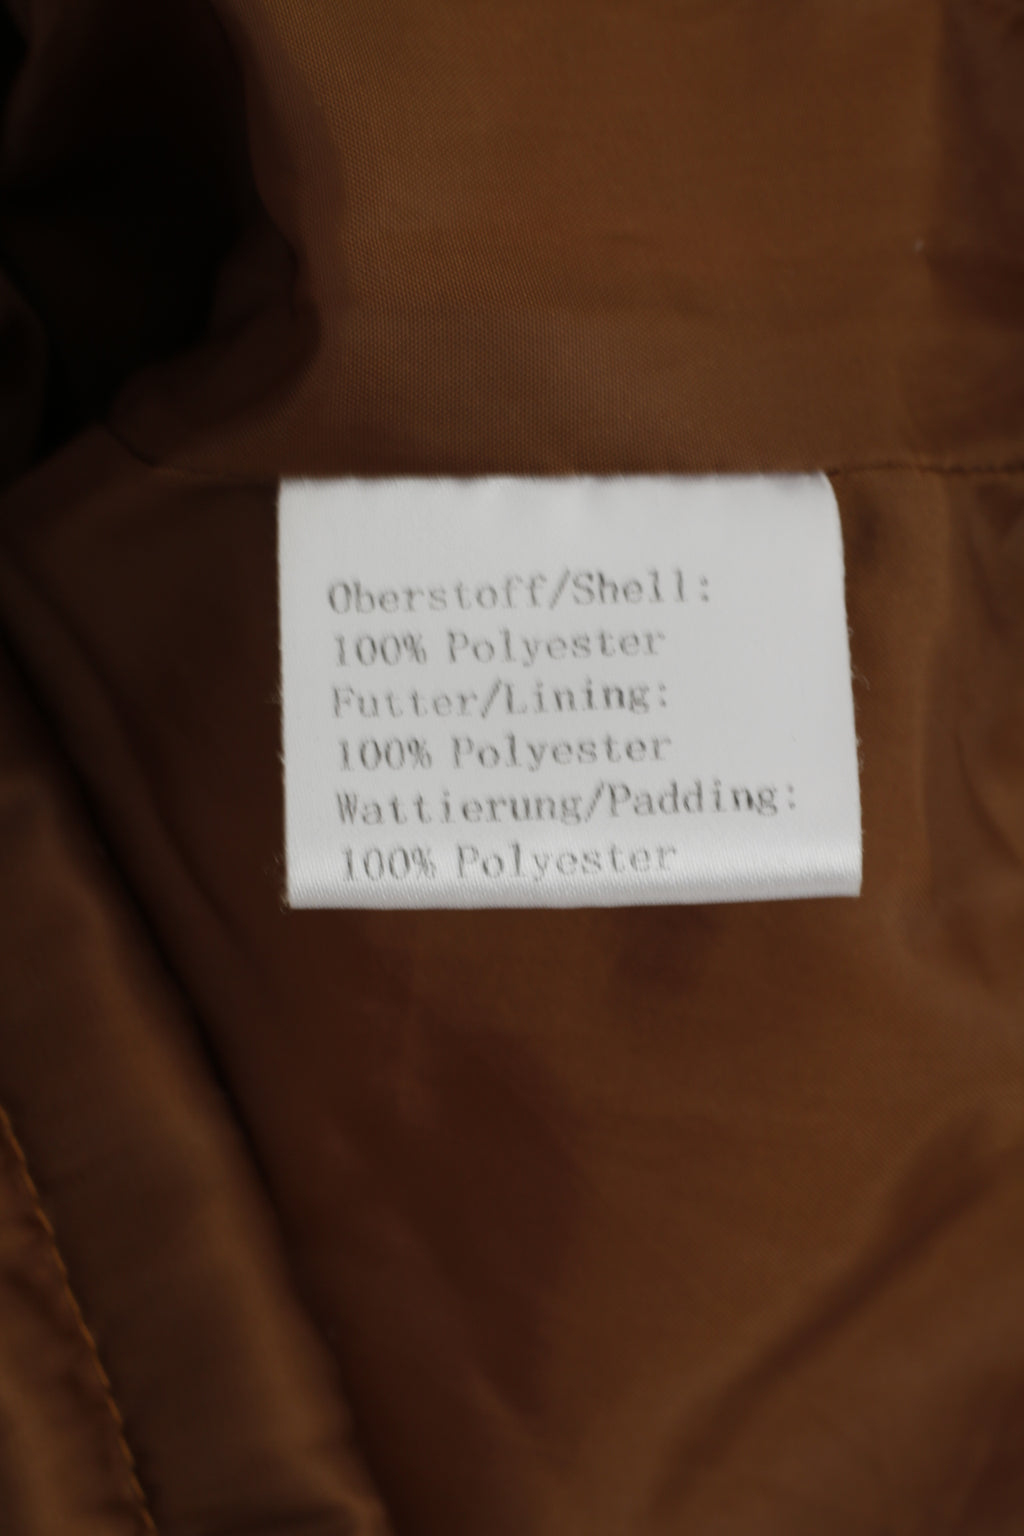 Oberstoff/Shell:
100% Polyester
Futter/Lining:
100% Polyester
Wattierung/Padding:
100% Polyester